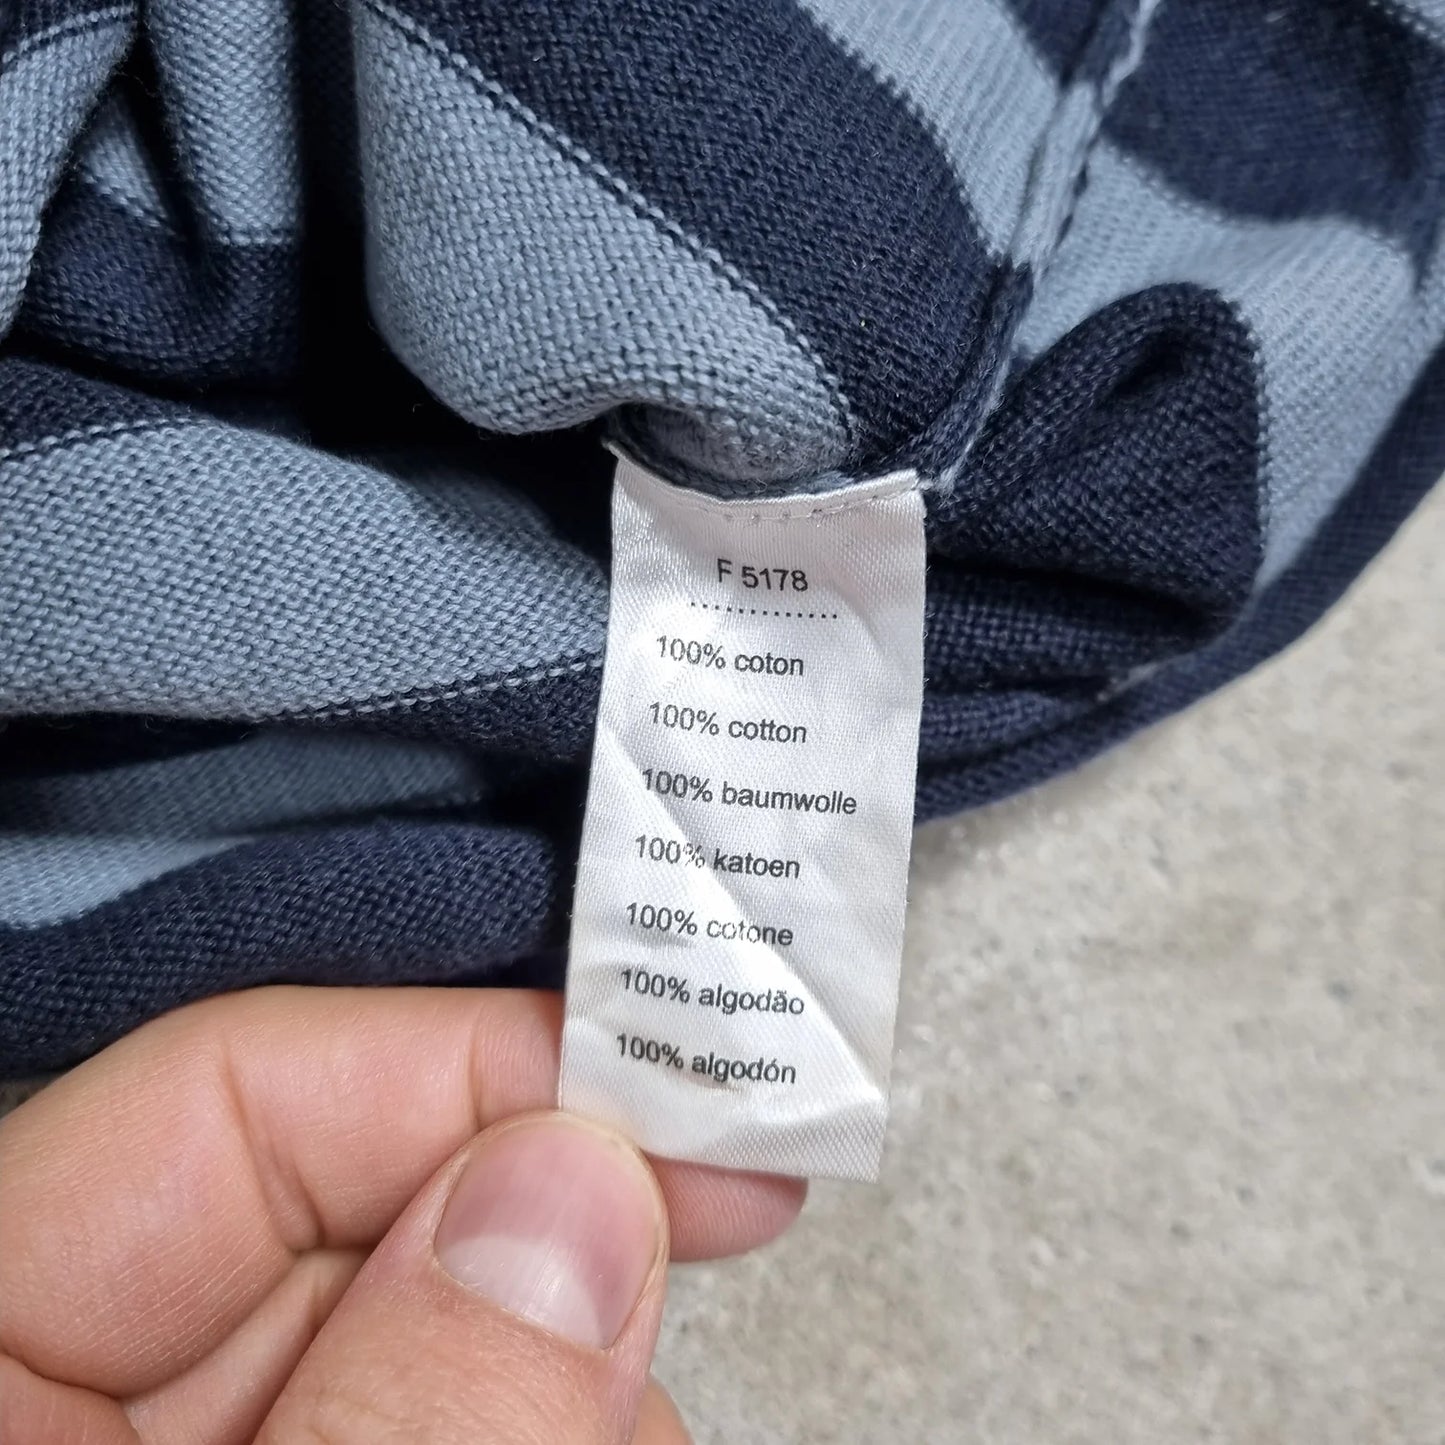 F 5178
100% coton
100% cotton
100% baumwolle
100% katoen
100% cotone
100% algodão
100% algodón